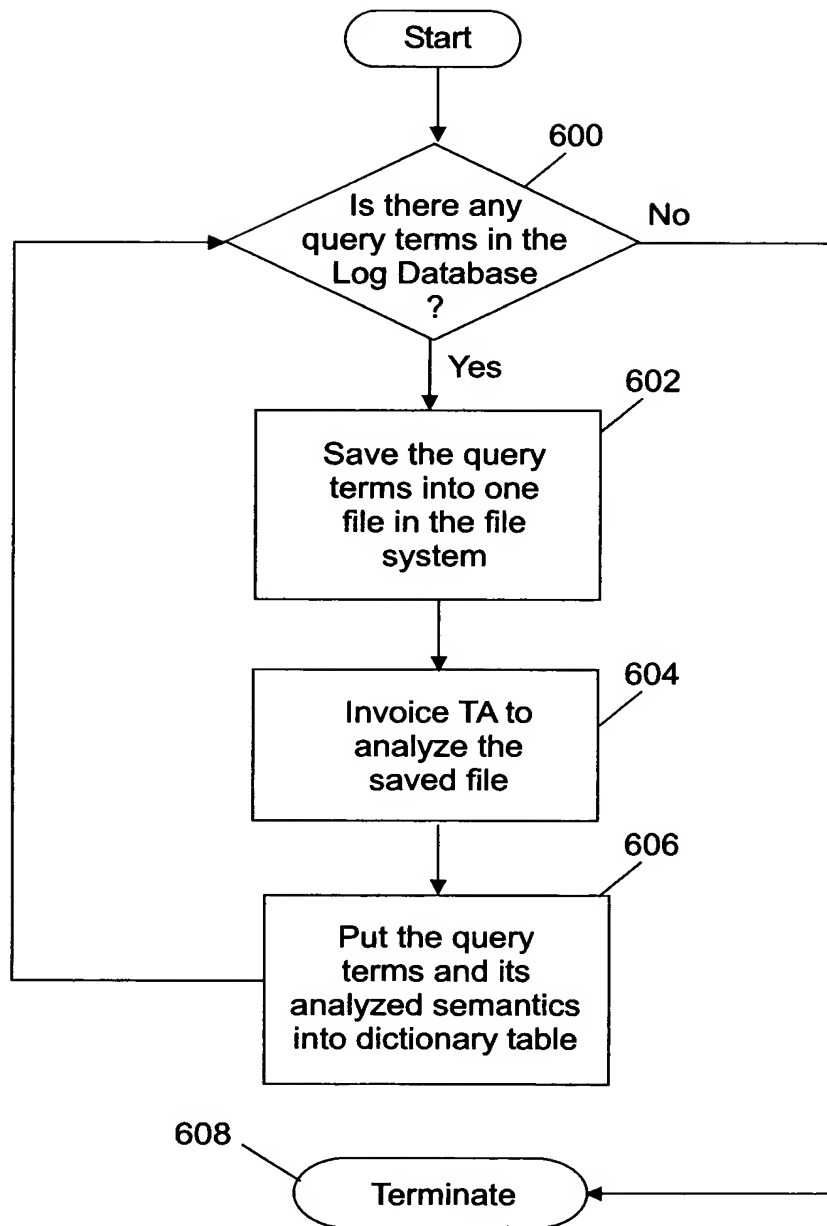 Start
600
Is there any
query terms in the
Log Database
?
No
Yes
602
Save the query
terms into one
file in the file
system
604
Invoice TA to
analyze the
saved file
606
Put the query
terms and its
analyzed semantics
into dictionary table
608
Terminate